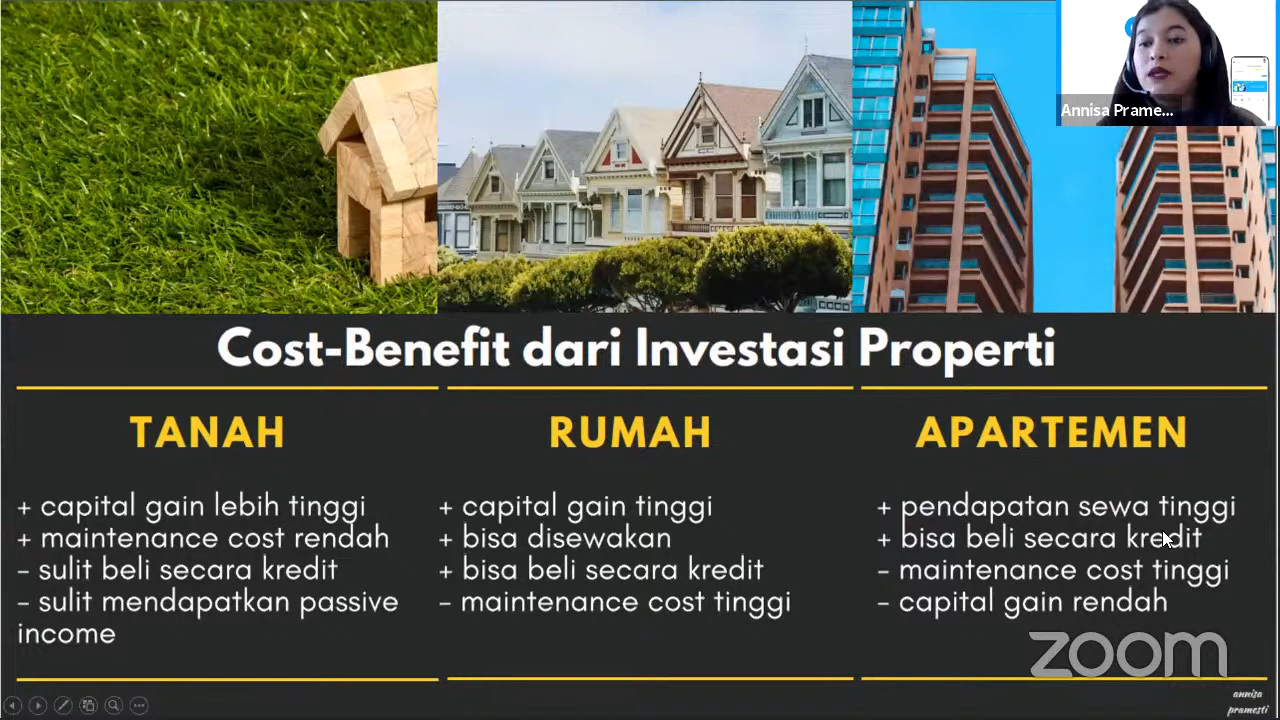 Annisa Prame...
Cost-Benefit dari Investasi Properti
TANAH
+ capital gain lebih tinggi
+ maintenance cost rendah
- sulit beli secara kredit
- sulit mendapatkan passive
income
RUMAH
+ capital gain tinggi
+ bisa disewakan
+ bisa beli secara kredit
- maintenance cost tinggi
APARTEMEN
+ pendapatan sewa tinggi
+ bisa beli secara kredit
- maintenance cost tinggi
- capital gain rendah
zoom
annisa
pramesti